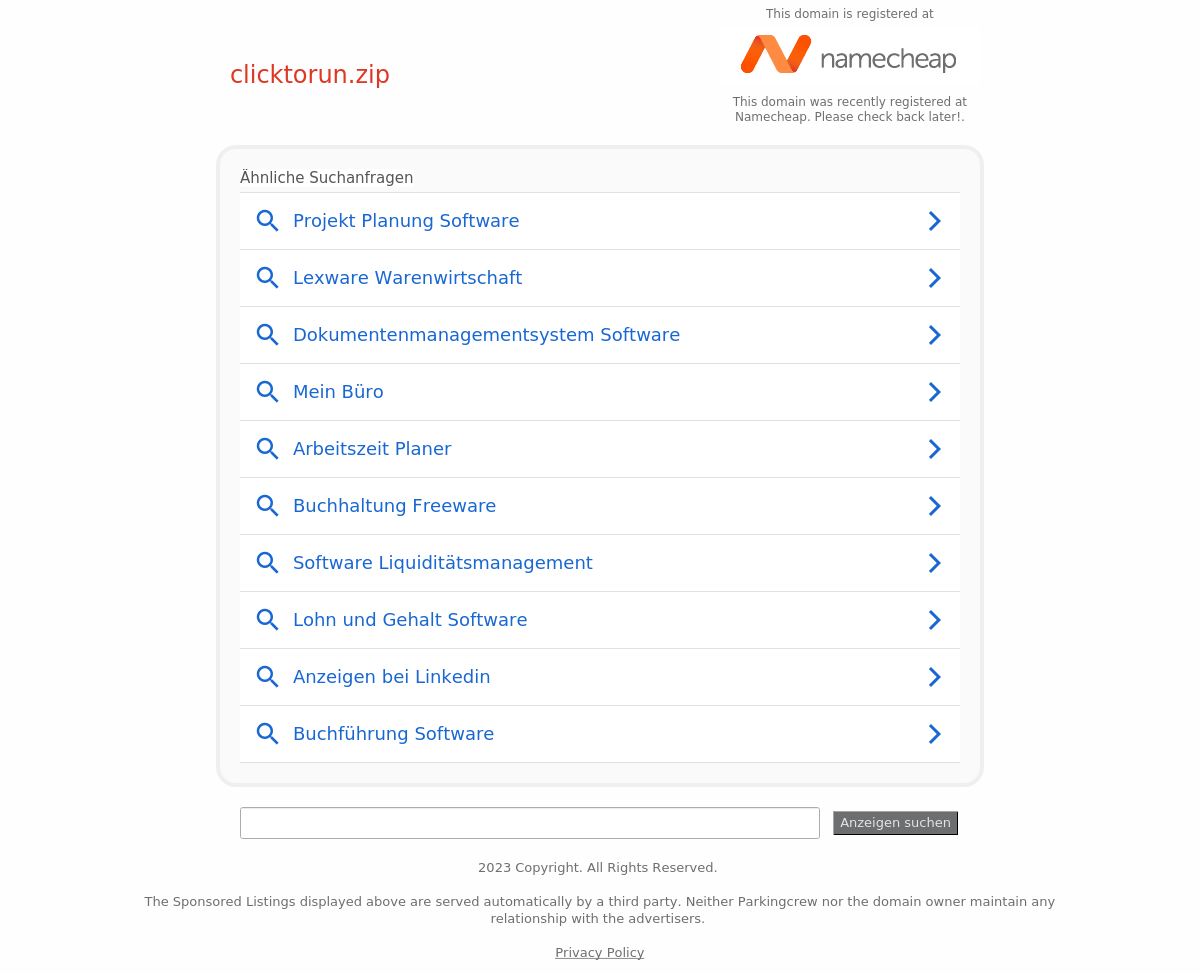 This domain is registered at
namecheap
clicktorun.zip
This domain was recently registered at
Namecheap. Please check back later!.
Ähnliche Suchanfragen
Projekt Planung Software
Lexware Warenwirtschaft
Dokumentenmanagementsystem Software
Mein Büro
Arbeitszeit Planer
Buchhaltung Freeware
Software Liquiditätsmanagement
Lohn und Gehalt Software
Anzeigen bei Linkedin
Buchführung Software
Anzeigen suchen
2023 Copyright. All Rights Reserved.
The Sponsored Listings displayed above are served automatically by a third party. Neither Parkingcrew nor the domain owner maintain any
relationship with the advertisers.
Privacy Policy